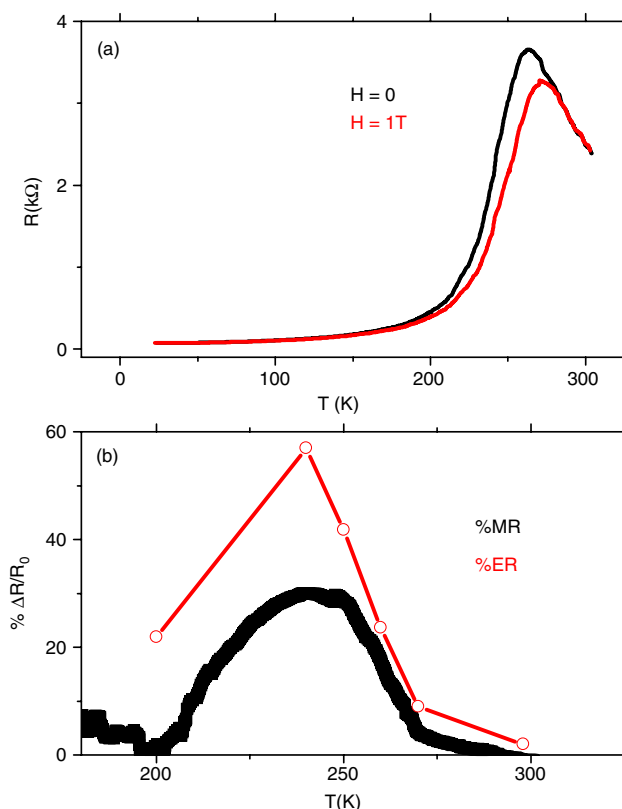 (a)
H = 0
H = 1T
R(kΩ)
4
2
0
0
100
200
300
T (K)
(b)
%MR
%ER
% ΔR/R₀
60
40
20
0
200
250
300
T(K)